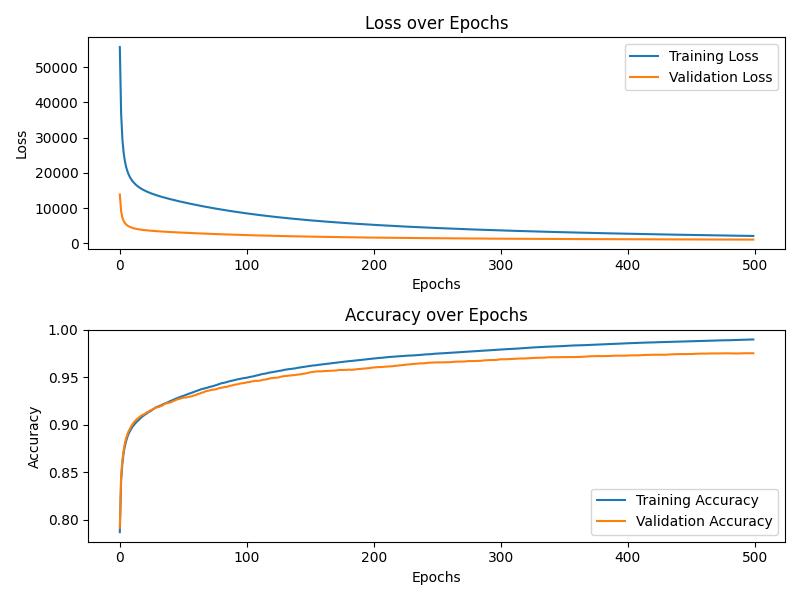 Loss over Epochs
Training Loss
Validation Loss
50000
40000
30000
20000
10000
0
Loss
0 100 200 300 400 500
Epochs
Accuracy over Epochs
1.00
0.95
0.90
0.85
0.80
Accuracy
Training Accuracy
Validation Accuracy
0 100 200 300 400 500
Epochs